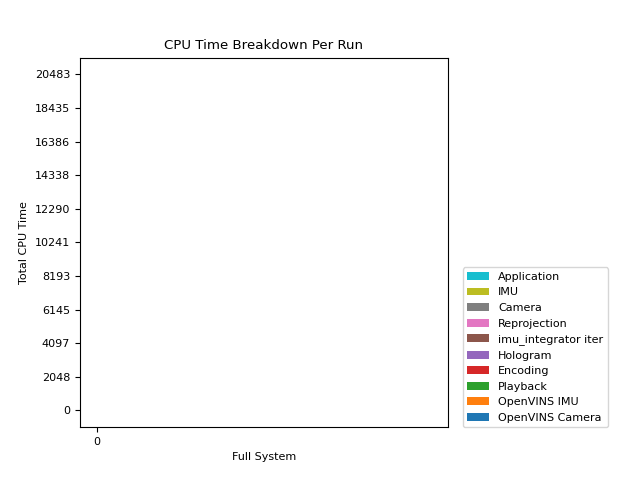 CPU Time Breakdown Per Run
20483
18435
16386
14338
12290
10241
8193
6145
4097
2048
0
Total CPU Time
0
Full System
Application
IMU
Camera
Reprojection
imu_integrator iter
Hologram
Encoding
Playback
OpenVINS IMU
OpenVINS Camera